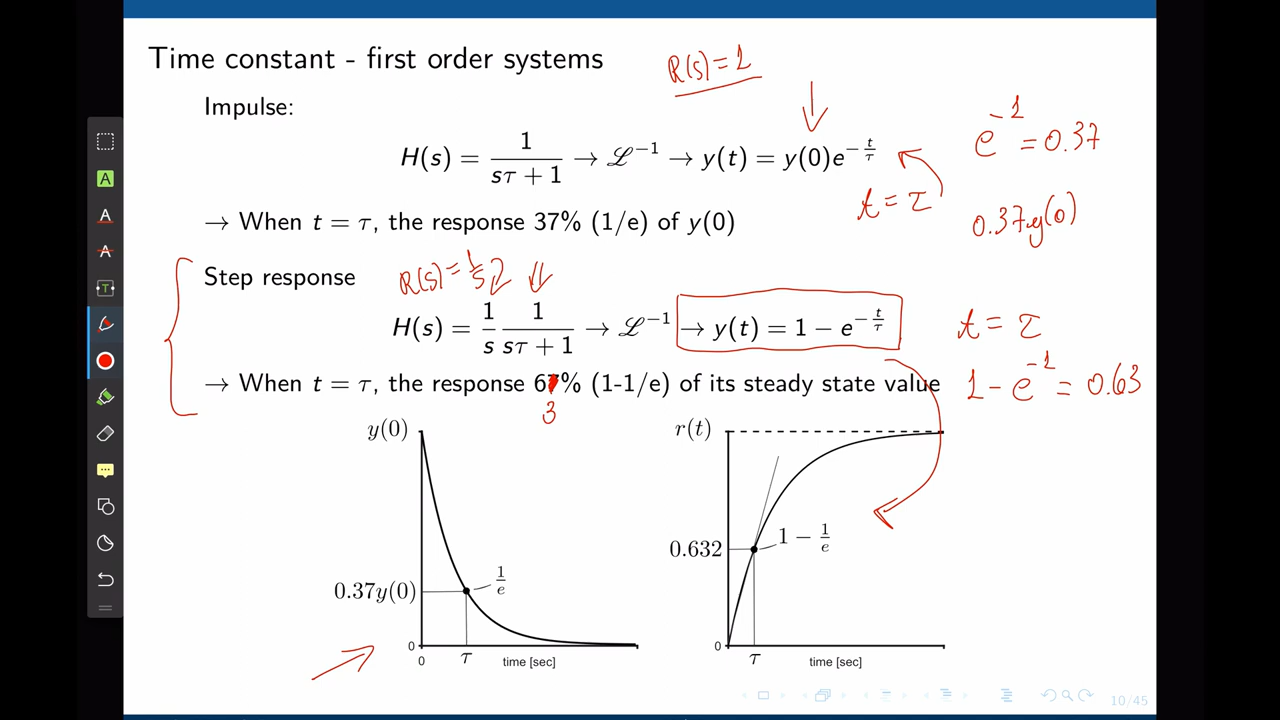 Time constant - first order systems
R(s) = 1
Impulse:
H(s) = 1/(sτ + 1) → ℒ⁻¹ → y(t) = y(0)e^(−t/τ)
e⁻¹ = 0.37
t = τ
0.37y(0)
→ When t = τ, the response 37% (1/e) of y(0)
Step response
R(s) = 1/s
H(s) = 1/s 1/(sτ + 1) → ℒ⁻¹ → y(t) = 1 − e^(−t/τ)
t = τ
→ When t = τ, the response 67% (1-1/e) of its steady state value
3
1 − e⁻¹ = 0.63
y(0)
0.37y(0)
1/e
0
0
τ
time [sec]
r(t)
0.632
1 − 1/e
0
τ
time [sec]
A
A
A
T
10/45